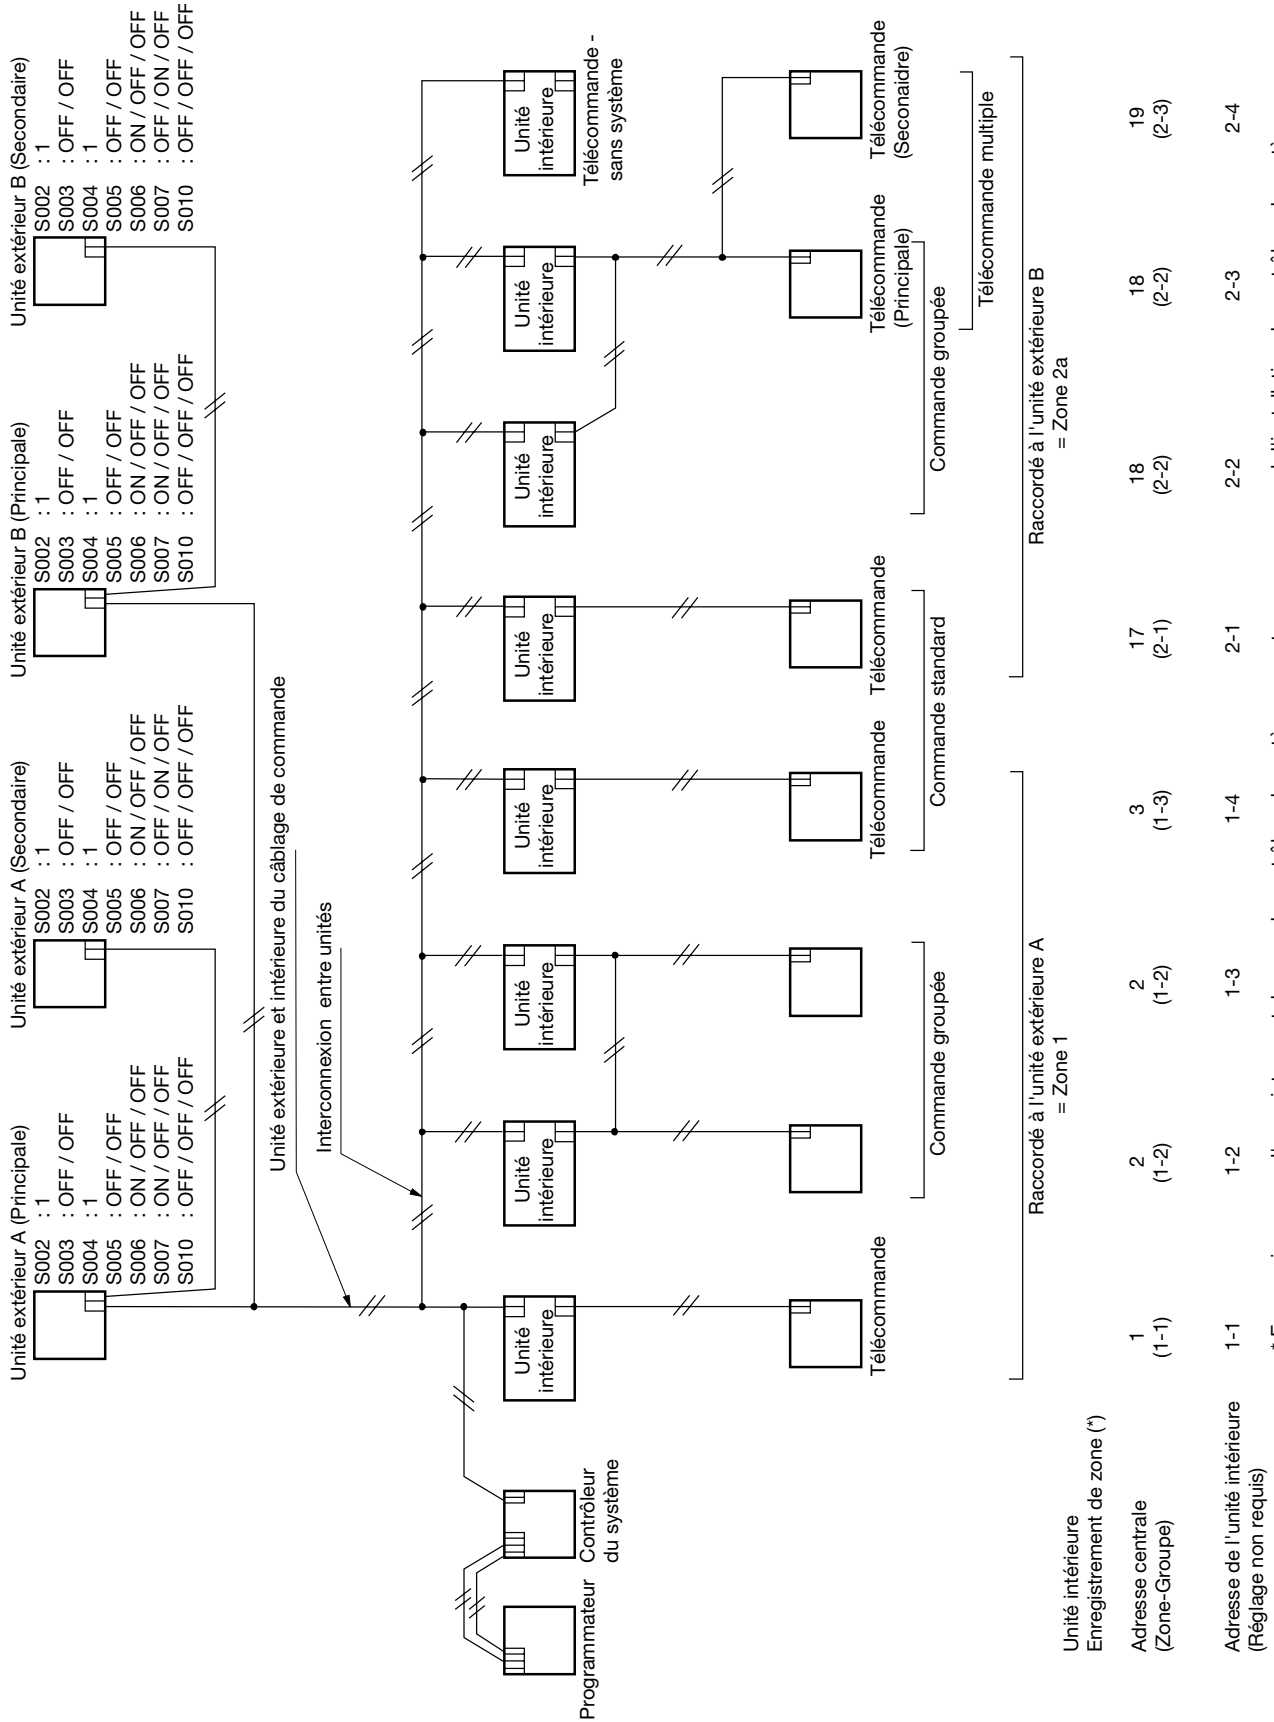 Unité extérieur A (Principale)
S002 : 1
S003 : OFF / OFF
S004 : 1
S005 : OFF / OFF
S006 : ON / OFF / OFF
S007 : ON / OFF / OFF
S010 : OFF / OFF / OFF / OFF
Unité extérieur A (Secondaire)
S002 : 1
S003 : OFF / OFF
S004 : 1
S005 : OFF / OFF
S006 : ON / OFF / OFF
S007 : OFF / ON / OFF
S010 : OFF / OFF / OFF / OFF
Unité extérieur B (Principale)
S002 : 1
S003 : OFF / OFF
S004 : 1
S005 : OFF / OFF
S006 : ON / OFF / OFF
S007 : ON / OFF / OFF
S010 : OFF / OFF / OFF / OFF
Unité extérieur B (Secondaire)
S002 : 1
S003 : OFF / OFF
S004 : 1
S005 : OFF / OFF
S006 : ON / OFF / OFF
S007 : OFF / ON / OFF
S010 : OFF / OFF / OFF / OFF
Unité extérieure et intérieure du câblage de commande
Interconnexion entre unités
Programmateur
Contrôleur
du système
Unité
intérieure
Unité
intérieure
Unité
intérieure
Unité
intérieure
Unité
intérieure
Unité
intérieure
Unité
intérieure
Unité
intérieure
Télécommande -
sans système
Télécommande
Télécommande
Télécommande
Télécommande
(Principale)
Télécommande
(Seconaidre)
Commande groupée
Commande standard
Commande groupée
Télécommande multiple
Raccordé à l'unité extérieure A
= Zone 1
Raccordé à l'unité extérieure B
= Zone 2a
Unité intérieure
Enregistrement de zone (*)
Adresse centrale
(Zone-Groupe)
1
(1-1)
2
(1-2)
2
(1-2)
3
(1-3)
17
(2-1)
18
(2-2)
18
(2-2)
19
(2-3)
Adresse de l'unité intérieure
(Réglage non requis)
1-1
1-2
1-3
1-4
2-1
2-2
2-3
2-4